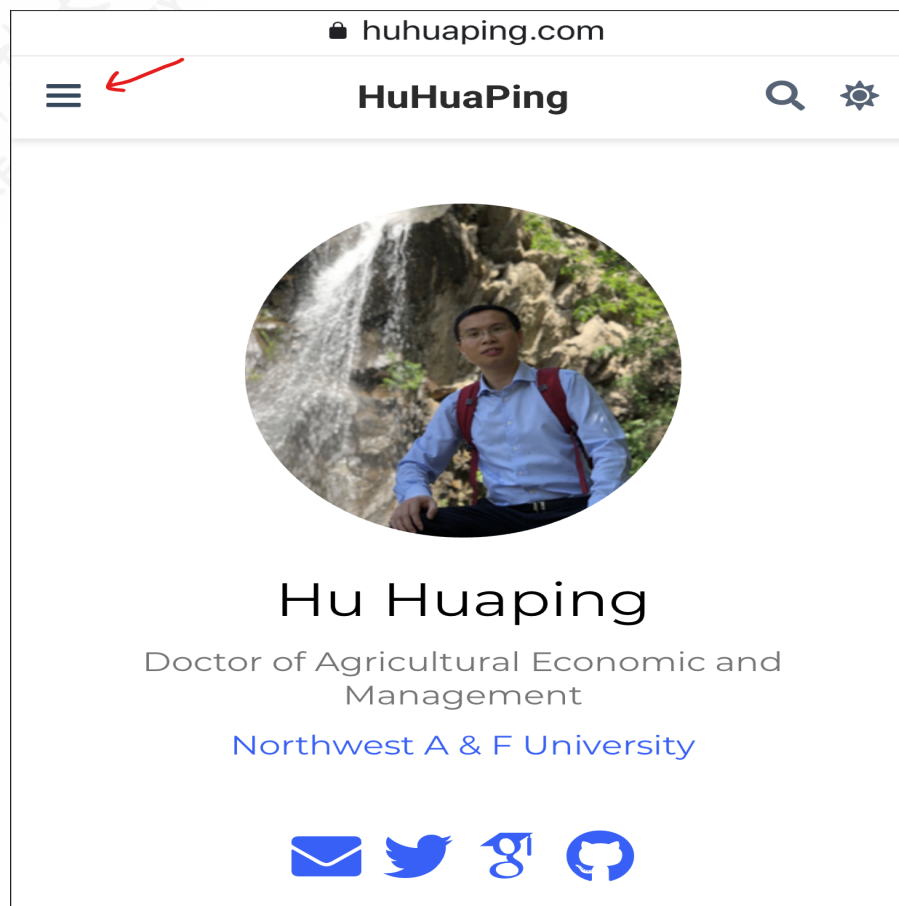 huhuaping.com
HuHuaPing
Hu Huaping
Doctor of Agricultural Economic and
Management
Northwest A & F University